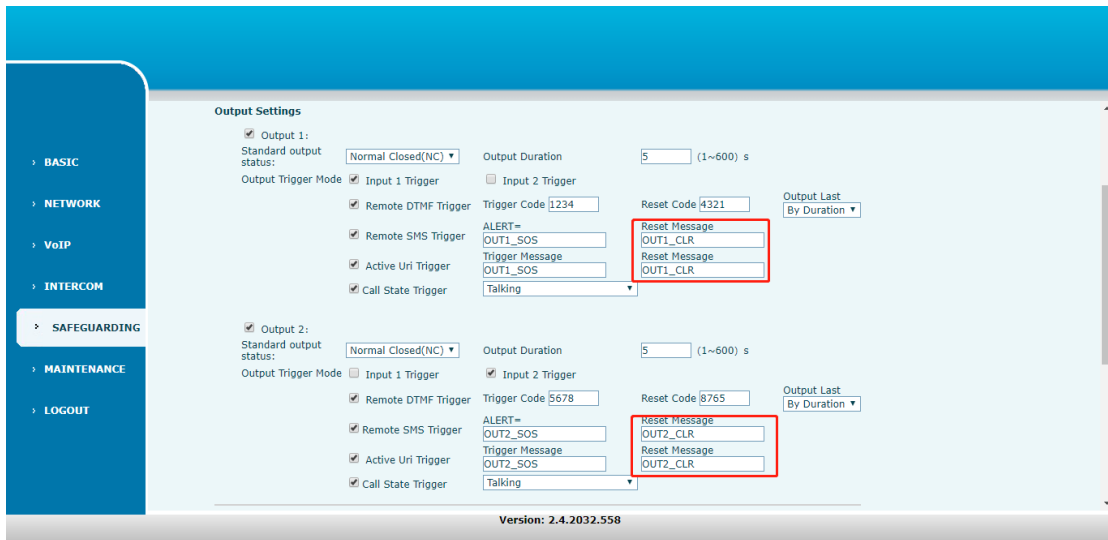 BASIC
NETWORK
VoIP
INTERCOM
SAFEGUARDING
MAINTENANCE
LOGOUT
Output Settings
Output 1:
Standard output status: Normal Closed(NC) Output Duration 5 (1~600) s
Output Trigger Mode Input 1 Trigger Input 2 Trigger
Remote DTMF Trigger Trigger Code 1234 Reset Code 4321 Output Last By Duration
Remote SMS Trigger ALERT= OUT1_SOS Reset Message OUT1_CLR
Active Uri Trigger Trigger Message OUT1_SOS Reset Message OUT1_CLR
Call State Trigger Talking
Output 2:
Standard output status: Normal Closed(NC) Output Duration 5 (1~600) s
Output Trigger Mode Input 1 Trigger Input 2 Trigger
Remote DTMF Trigger Trigger Code 5678 Reset Code 8765 Output Last By Duration
Remote SMS Trigger ALERT= OUT2_SOS Reset Message OUT2_CLR
Active Uri Trigger Trigger Message OUT2_SOS Reset Message OUT2_CLR
Call State Trigger Talking
Version: 2.4.2032.558